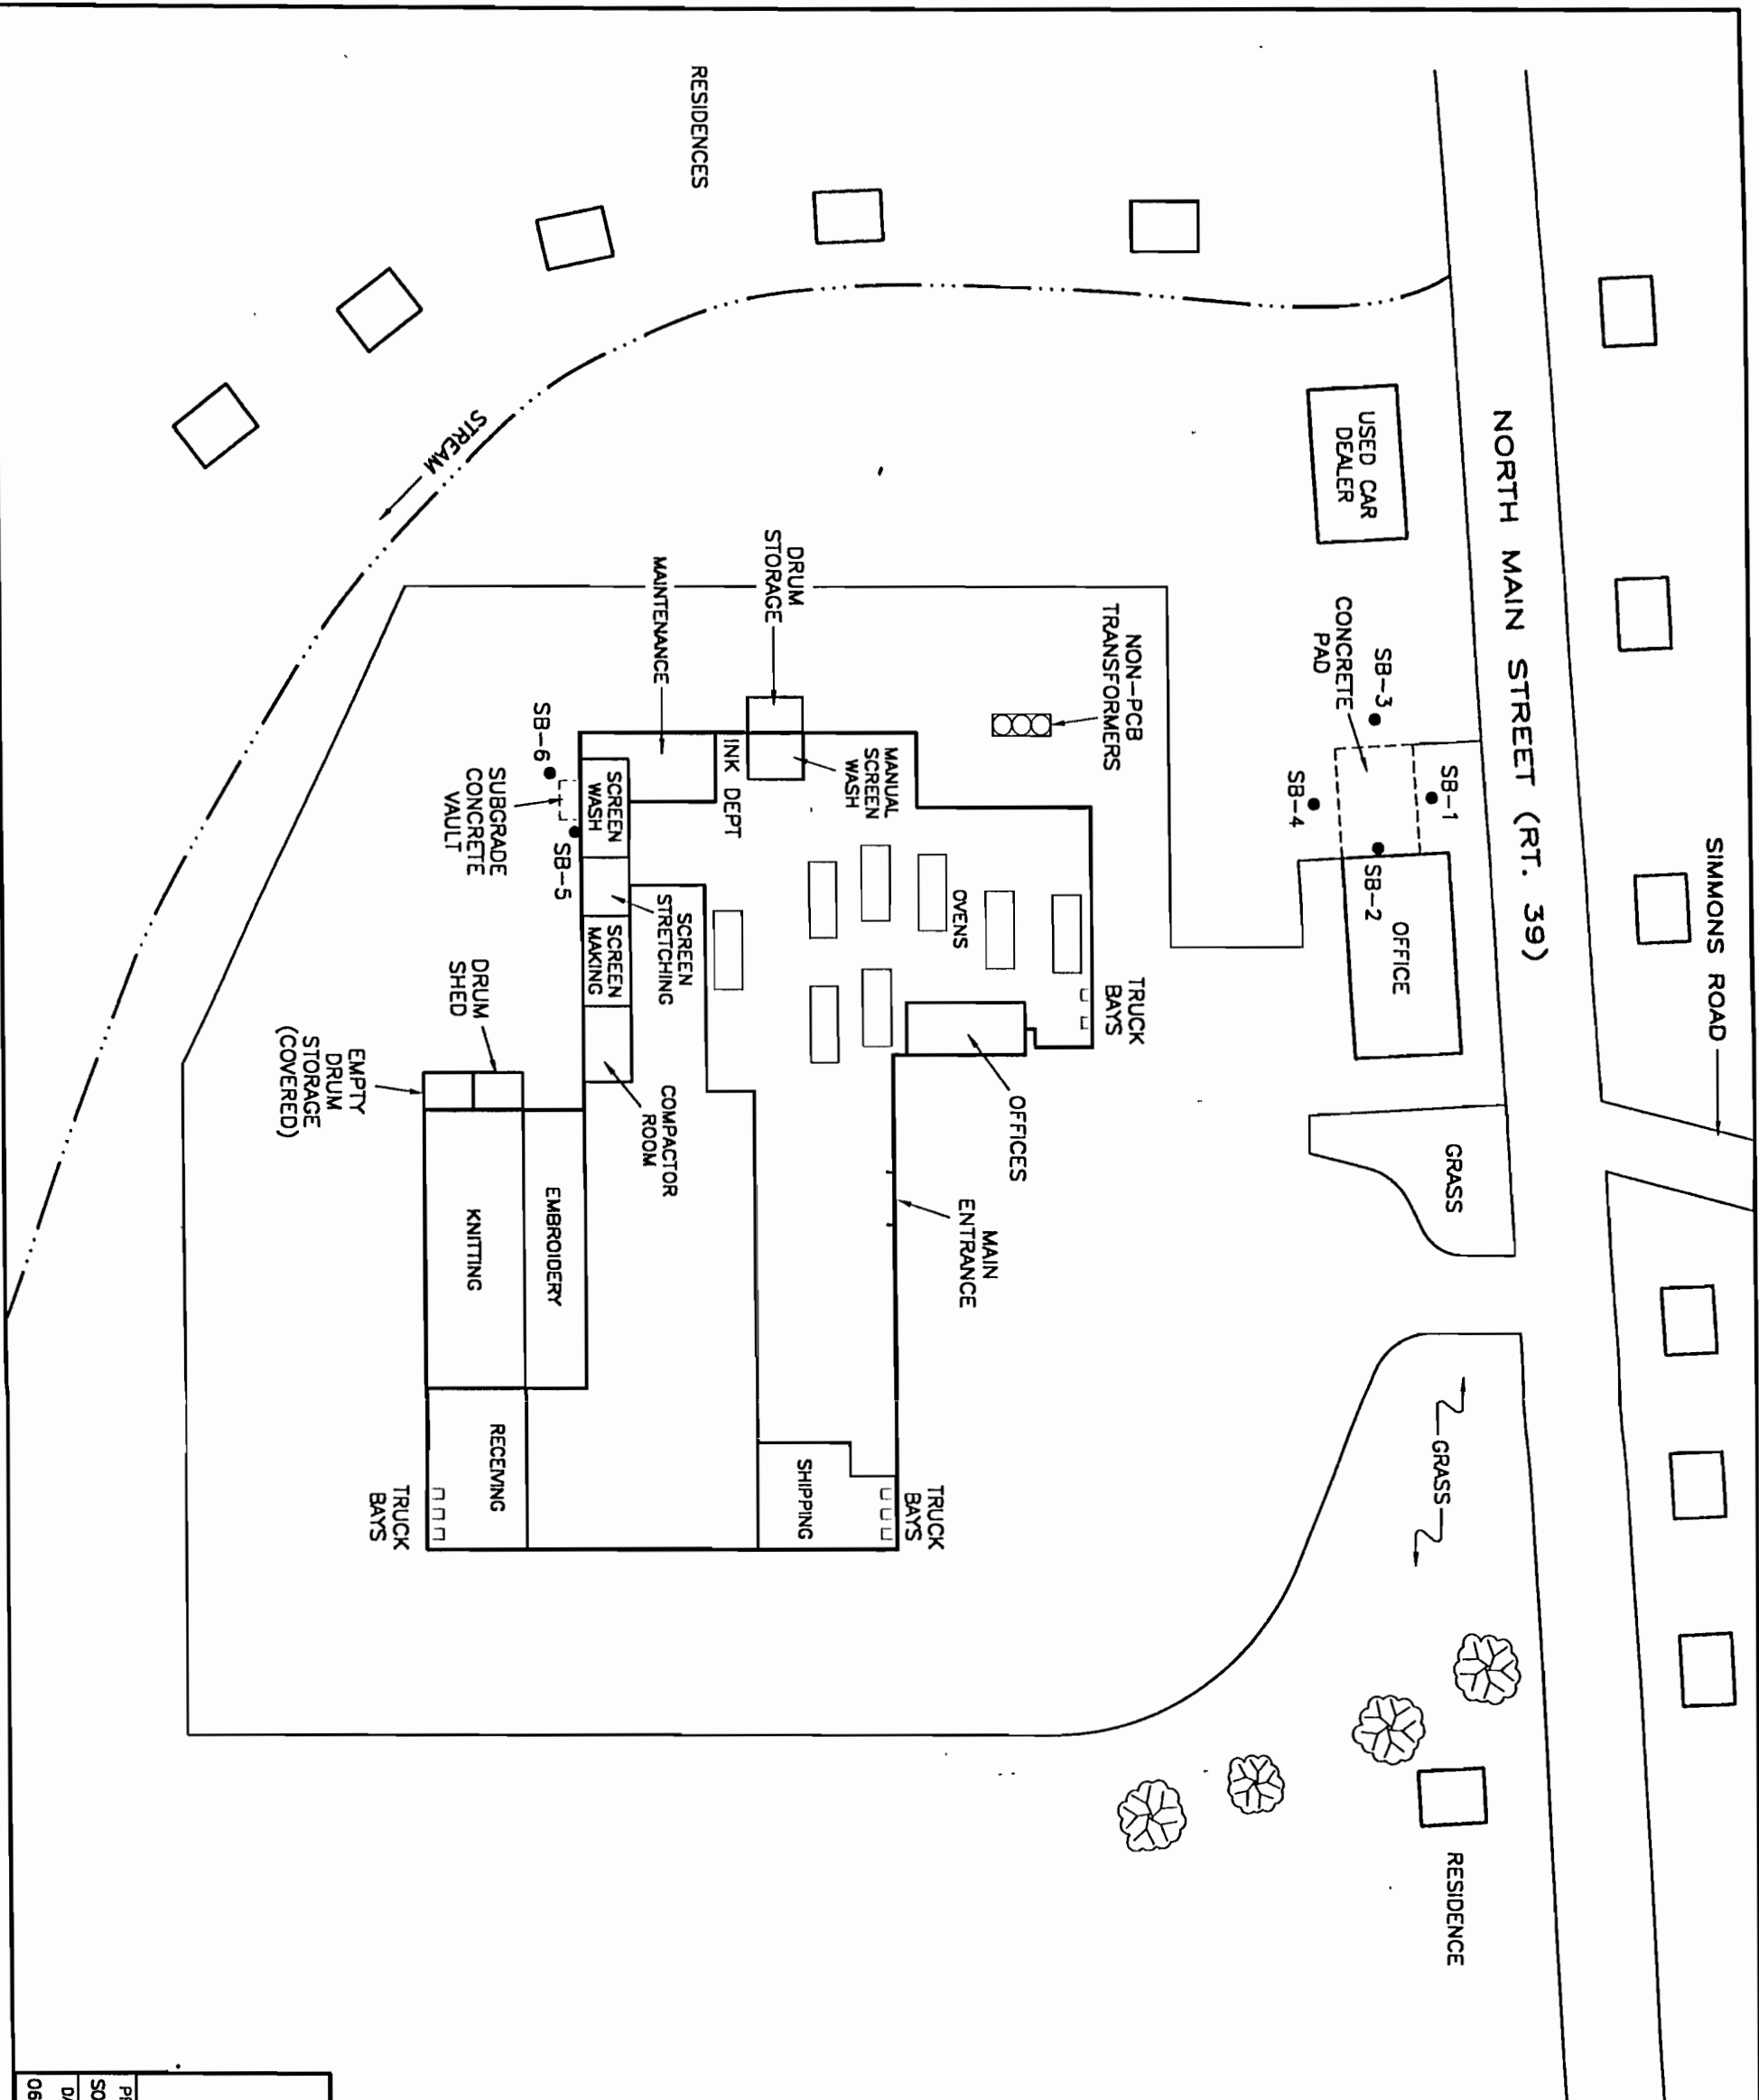 SIMMONS ROAD
NORTH MAIN STREET (RT. 39)
USED CAR
DEALER
SB-3
CONCRETE
PAD
SB-1
SB-4
SB-2
OFFICE
GRASS
GRASS
RESIDENCE
RESIDENCES
STREAM
NON-PCB
TRANSFORMERS
TRUCK
BAYS
DRUM
STORAGE
MAINTENANCE
MANUAL
SCREEN
WASH
INK DEPT
OVENS
OFFICES
MAIN
ENTRANCE
SB-6
SUBGRADE
CONCRETE
VAULT
SB-5
SCREEN
WASH
SCREEN
STRETCHING
SCREEN
MAKING
COMPACTOR
ROOM
DRUM
SHED
EMPTY
DRUM
STORAGE
(COVERED)
EMBROIDERY
KNITTING
RECEIVING
SHIPPING
TRUCK
BAYS
TRUCK
BAYS
SO
06